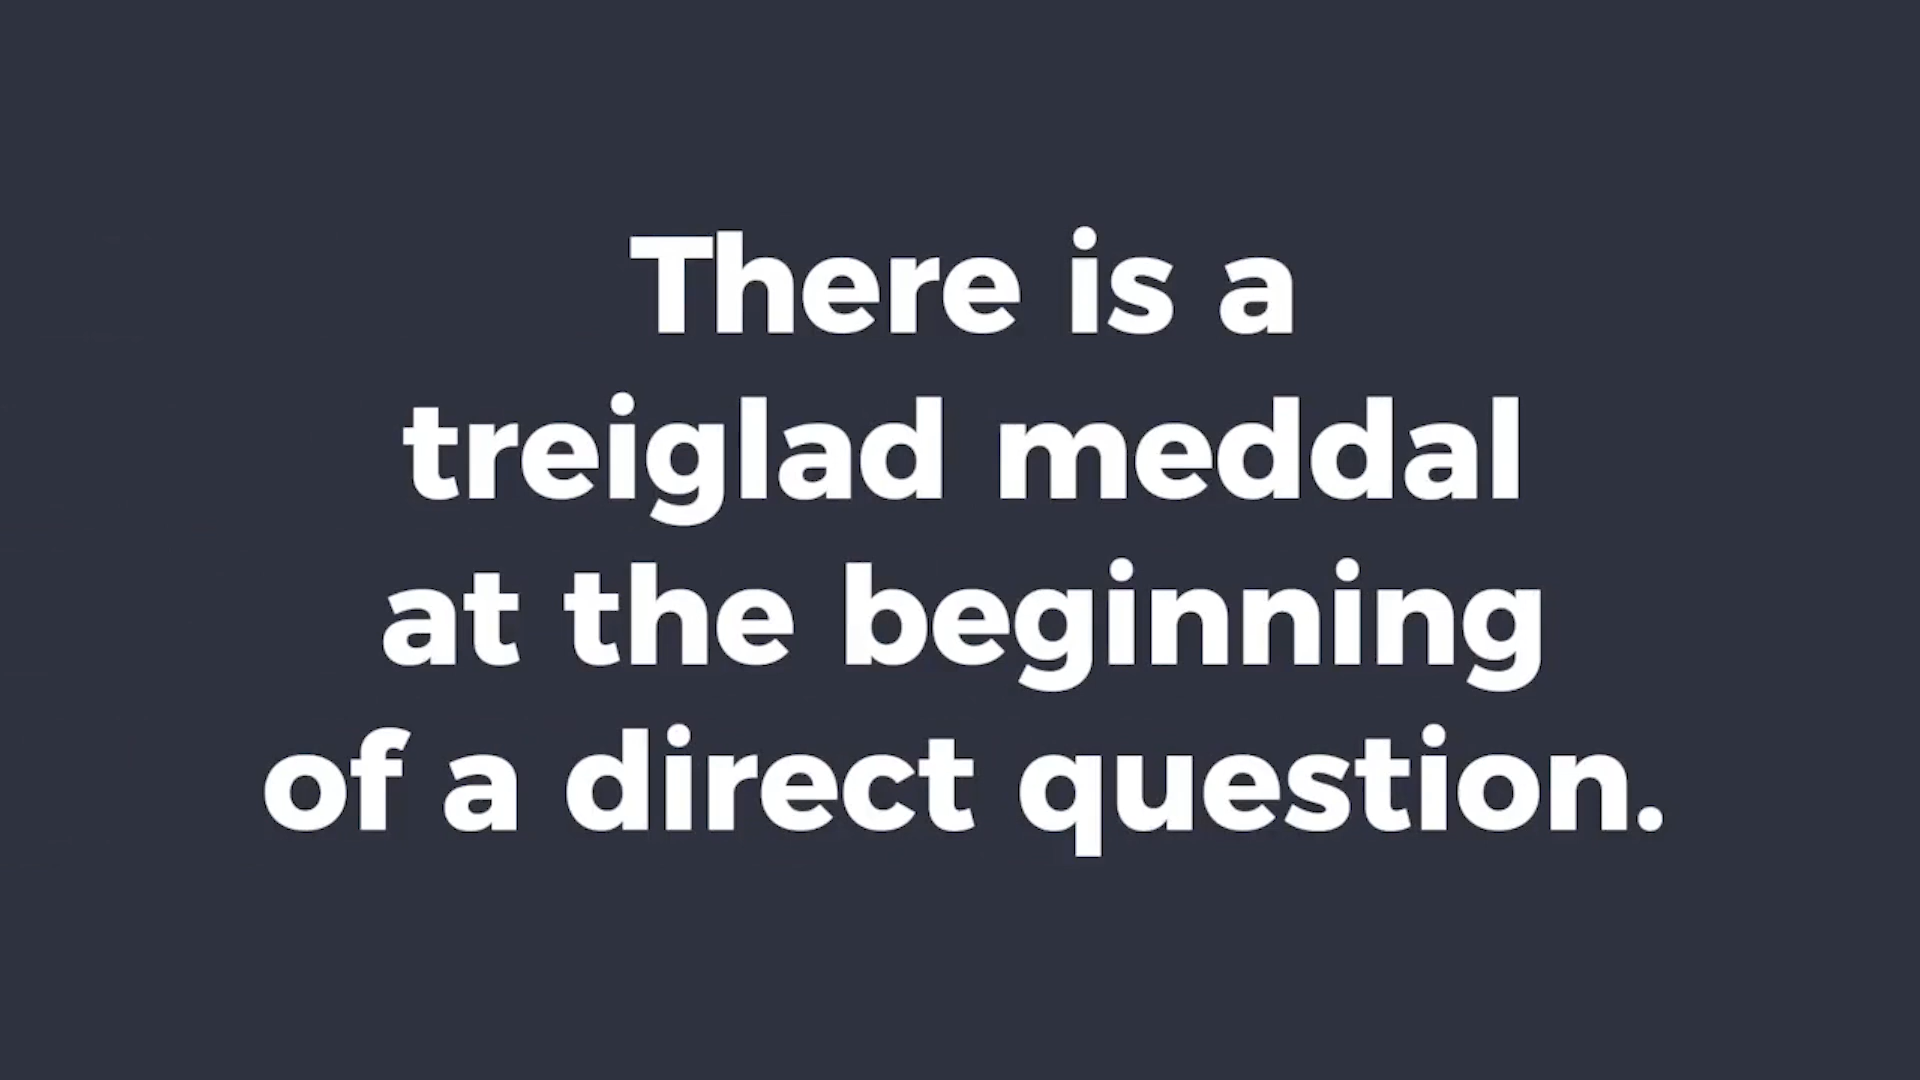 There is a
treiglad meddal
at the beginning
of a direct question.